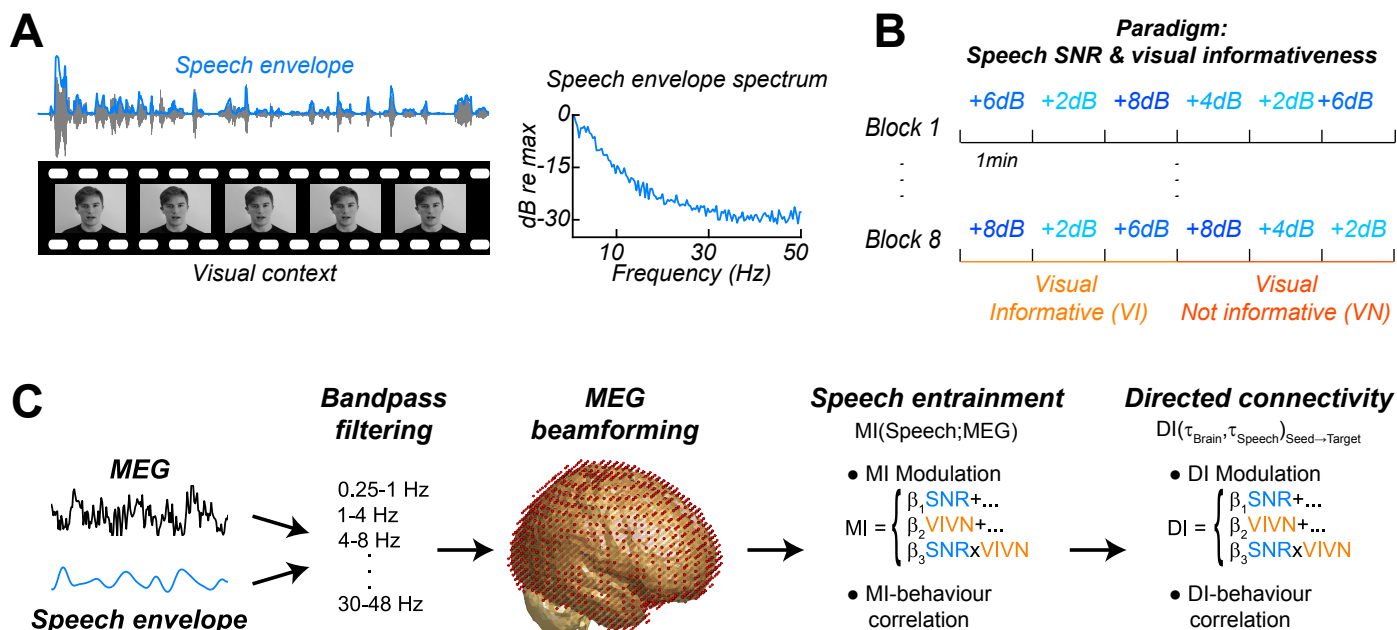 A
Speech envelope
Visual context
Speech envelope spectrum
0
-15
-30
dB re max
10
30
50
Frequency (Hz)
B
Paradigm:
Speech SNR & visual informativeness
Block 1
+6dB +2dB +8dB +4dB +2dB +6dB
1min
Block 8
+8dB +2dB +6dB +8dB +4dB +2dB
Visual
Informative (VI)
Visual
Not informative (VN)
C
MEG
Speech envelope
Bandpass
filtering
0.25-1 Hz
1-4 Hz
4-8 Hz
30-48 Hz
MEG
beamforming
Speech entrainment
MI(Speech;MEG)
● MI Modulation
MI = {
β1SNR+...
β2VIVN+...
β3SNRxVIVN
● MI-behaviour
correlation
Directed connectivity
DI(τBrain,τSpeech)Seed→Target
● DI Modulation
DI = {
β1SNR+...
β2VIVN+...
β3SNRxVIVN
● DI-behaviour
correlation